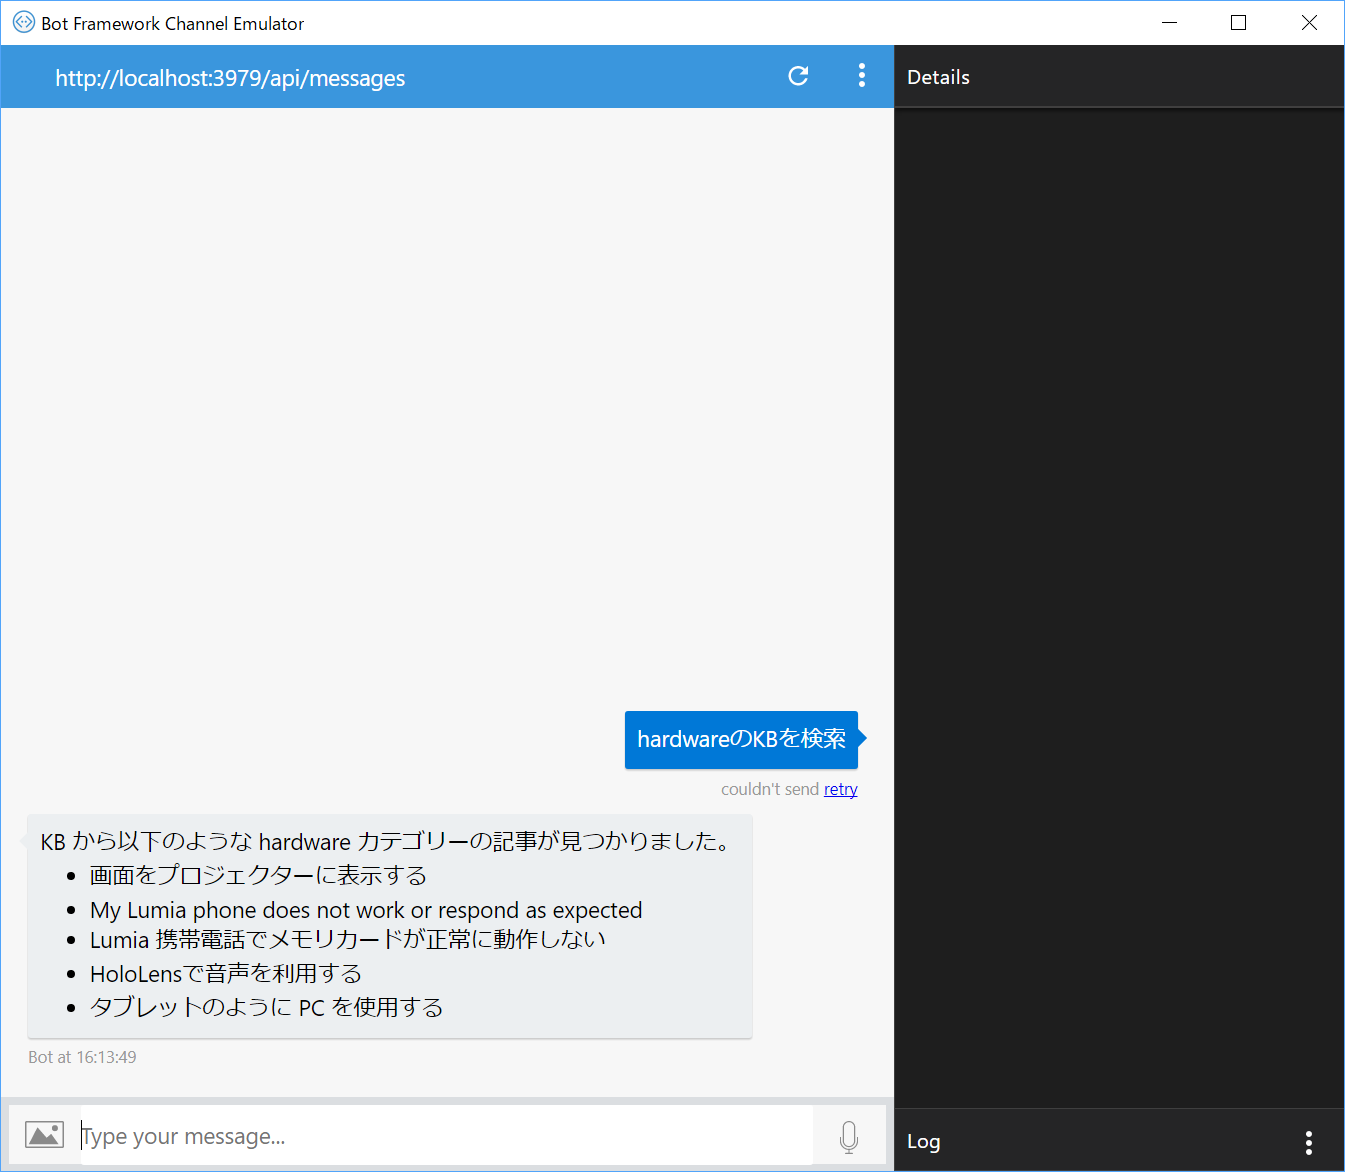 Bot Framework Channel Emulator
http://localhost:3979/api/messages
Details
hardwareのKBを検索
couldn't send retry
KB から以下のような hardware カテゴリーの記事が見つかりました。
画面をプロジェクターに表示する
My Lumia phone does not work or respond as expected
Lumia 携帯電話でメモリカードが正常に動作しない
HoloLensで音声を利用する
タブレットのように PC を使用する
Bot at 16:13:49
Type your message...
Log